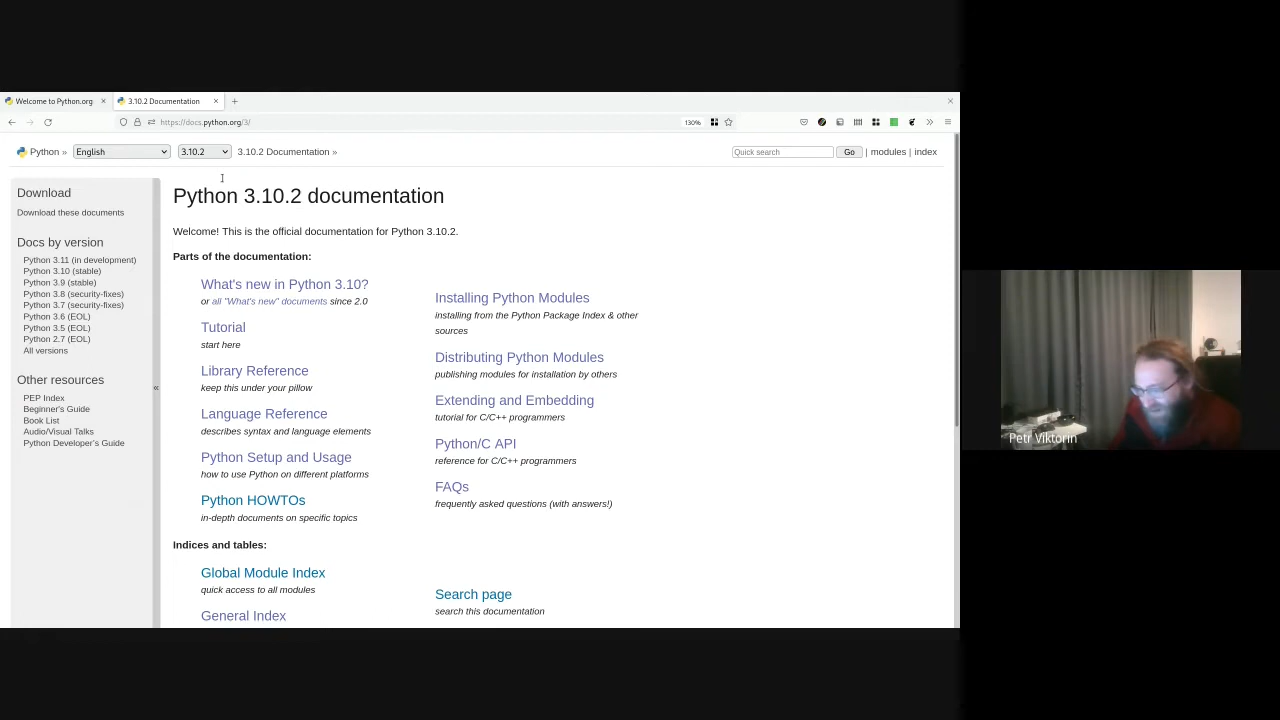 Welcome to Python.org
3.10.2 Documentation
https://docs.python.org/3/
130%
Python »
English
3.10.2
3.10.2 Documentation »
Quick search
Go
| modules | index
Download
Download these documents
Docs by version
Python 3.11 (in development)
Python 3.10 (stable)
Python 3.9 (stable)
Python 3.8 (security-fixes)
Python 3.7 (security-fixes)
Python 3.6 (EOL)
Python 3.5 (EOL)
Python 2.7 (EOL)
All versions
Other resources
PEP Index
Beginner's Guide
Book List
Audio/Visual Talks
Python Developer's Guide
«
Python 3.10.2 documentation
Welcome! This is the official documentation for Python 3.10.2.
Parts of the documentation:
What's new in Python 3.10?
or all "What's new" documents since 2.0
Tutorial
start here
Library Reference
keep this under your pillow
Language Reference
describes syntax and language elements
Python Setup and Usage
how to use Python on different platforms
Python HOWTOs
in-depth documents on specific topics
Installing Python Modules
installing from the Python Package Index & other
sources
Distributing Python Modules
publishing modules for installation by others
Extending and Embedding
tutorial for C/C++ programmers
Python/C API
reference for C/C++ programmers
FAQs
frequently asked questions (with answers!)
Indices and tables:
Global Module Index
quick access to all modules
General Index
Search page
search this documentation
Petr Viktorin